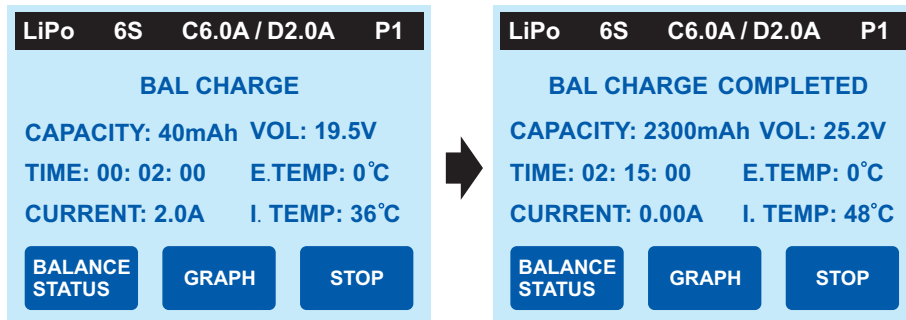 LiPo 6S C6.0A / D2.0A P1
BAL CHARGE
CAPACITY: 40mAh VOL: 19.5V
TIME: 00: 02: 00 E.TEMP: 0°C
CURRENT: 2.0A I. TEMP: 36°C
BALANCE
STATUS
GRAPH
STOP
LiPo 6S C6.0A / D2.0A P1
BAL CHARGE COMPLETED
CAPACITY: 2300mAh VOL: 25.2V
TIME: 02: 15: 00 E.TEMP: 0°C
CURRENT: 0.00A I. TEMP: 48°C
BALANCE
STATUS
GRAPH
STOP